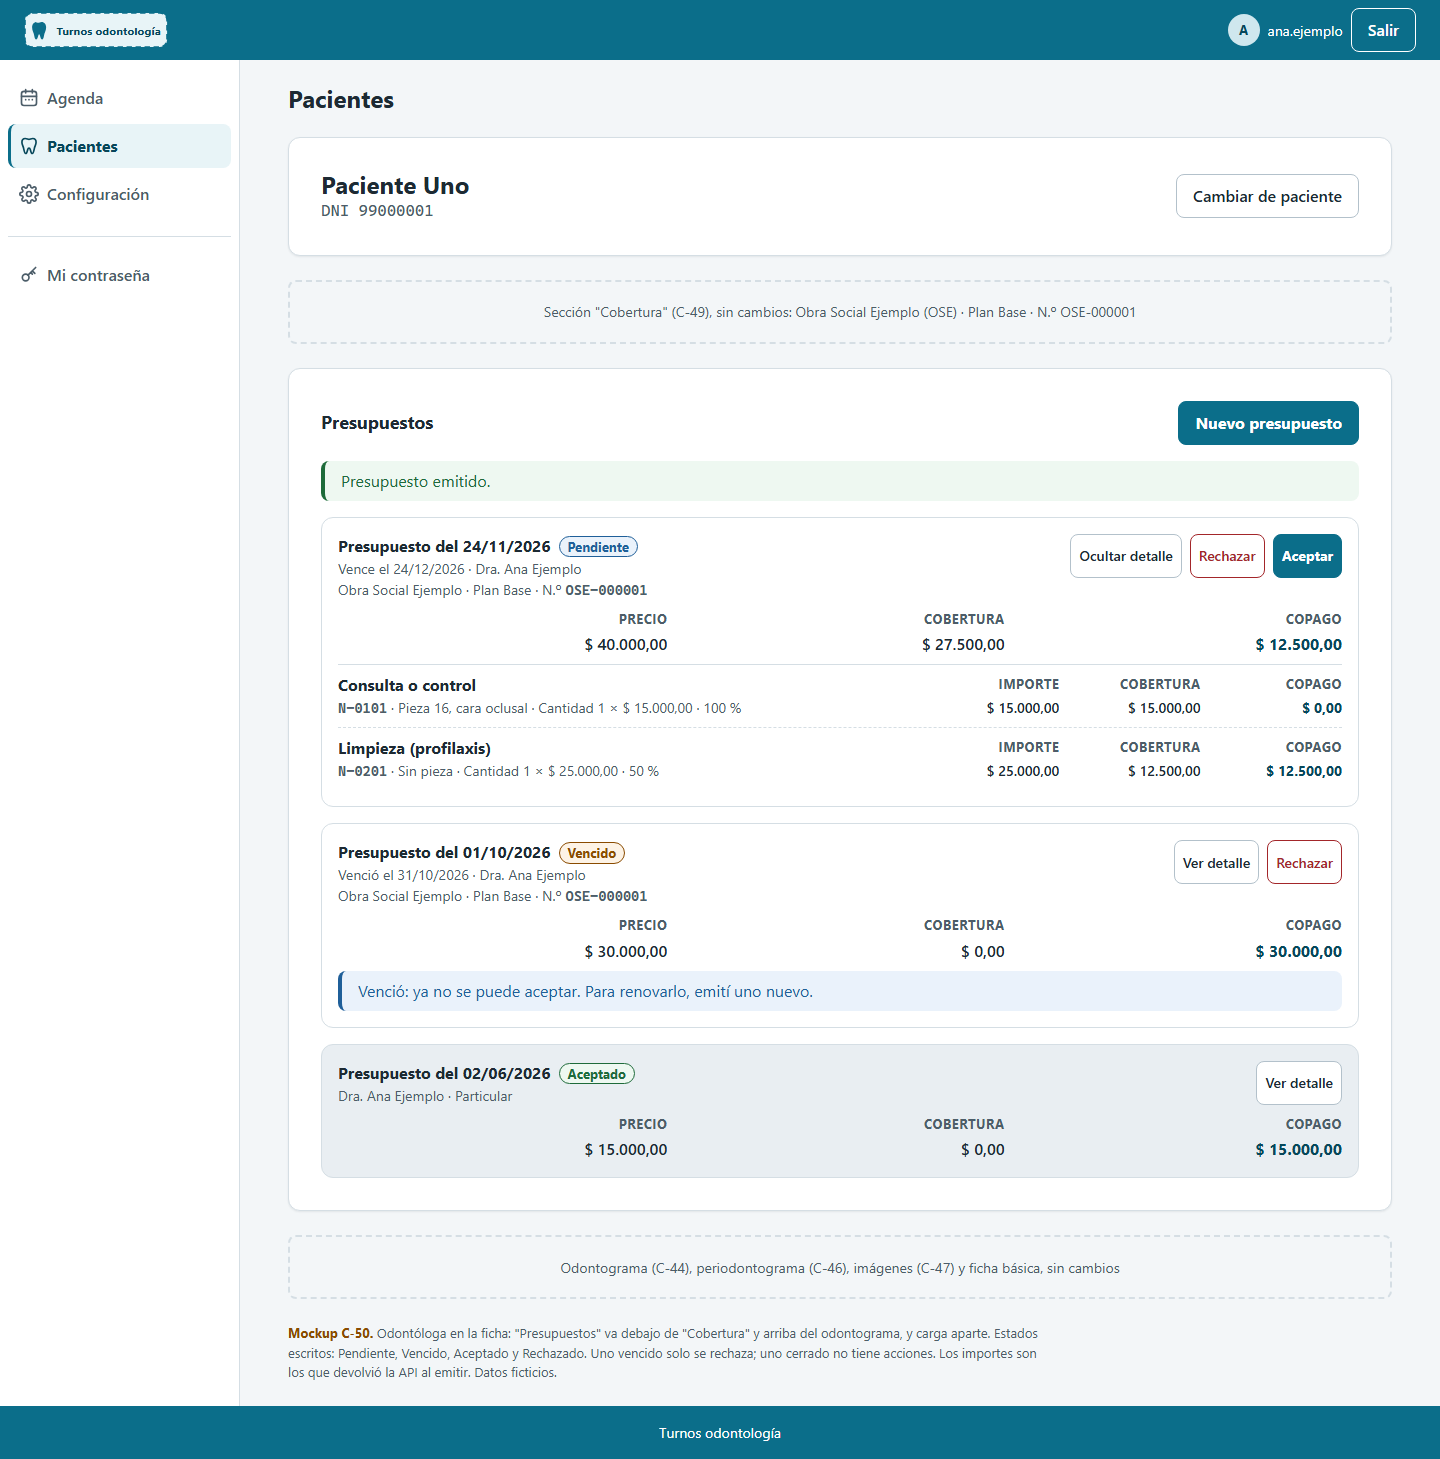 Turnos odontología
A ana.ejemplo Salir
Agenda
Pacientes
Configuración
Mi contraseña
Pacientes
Paciente Uno
DNI 99000001
Cambiar de paciente
Sección "Cobertura" (C-49), sin cambios: Obra Social Ejemplo (OSE) · Plan Base · N.º OSE-000001
Presupuestos
Nuevo presupuesto
Presupuesto emitido.
Presupuesto del 24/11/2026 Pendiente
Vence el 24/12/2026 · Dra. Ana Ejemplo
Obra Social Ejemplo · Plan Base · N.º OSE-000001
Ocultar detalle Rechazar Aceptar
PRECIO COBERTURA COPAGO
$ 40.000,00 $ 27.500,00 $ 12.500,00
Consulta o control IMPORTE COBERTURA COPAGO
N-0101 · Pieza 16, cara oclusal · Cantidad 1 × $ 15.000,00 · 100 % $ 15.000,00 $ 15.000,00 $ 0,00
Limpieza (profilaxis) IMPORTE COBERTURA COPAGO
N-0201 · Sin pieza · Cantidad 1 × $ 25.000,00 · 50 % $ 25.000,00 $ 12.500,00 $ 12.500,00
Presupuesto del 01/10/2026 Vencido
Venció el 31/10/2026 · Dra. Ana Ejemplo
Obra Social Ejemplo · Plan Base · N.º OSE-000001
Ver detalle Rechazar
PRECIO COBERTURA COPAGO
$ 30.000,00 $ 0,00 $ 30.000,00
Venció: ya no se puede aceptar. Para renovarlo, emití uno nuevo.
Presupuesto del 02/06/2026 Aceptado
Dra. Ana Ejemplo · Particular
Ver detalle
PRECIO COBERTURA COPAGO
$ 15.000,00 $ 0,00 $ 15.000,00
Odontograma (C-44), periodontograma (C-46), imágenes (C-47) y ficha básica, sin cambios
Mockup C-50. Odontóloga en la ficha: "Presupuestos" va debajo de "Cobertura" y arriba del odontograma, y carga aparte. Estados
escritos: Pendiente, Vencido, Aceptado y Rechazado. Uno vencido solo se rechaza; uno cerrado no tiene acciones. Los importes son
los que devolvió la API al emitir. Datos ficticios.
Turnos odontología